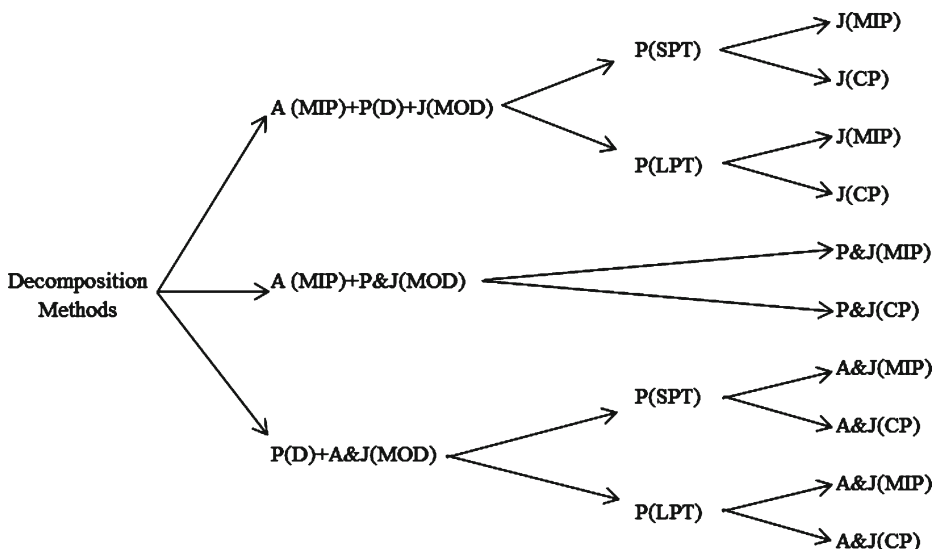 J(MIP)
P(SPT)
J(CP)
A (MIP)+P(D)+J(MOD)
J(MIP)
P(LPT)
J(CP)
P&J(MIP)
Decomposition
Methods
A (MIP)+P&J(MOD)
P&J(CP)
A&J(MIP)
P(SPT)
A&J(CP)
P(D)+A&J(MOD)
A&J(MIP)
P(LPT)
A&J(CP)